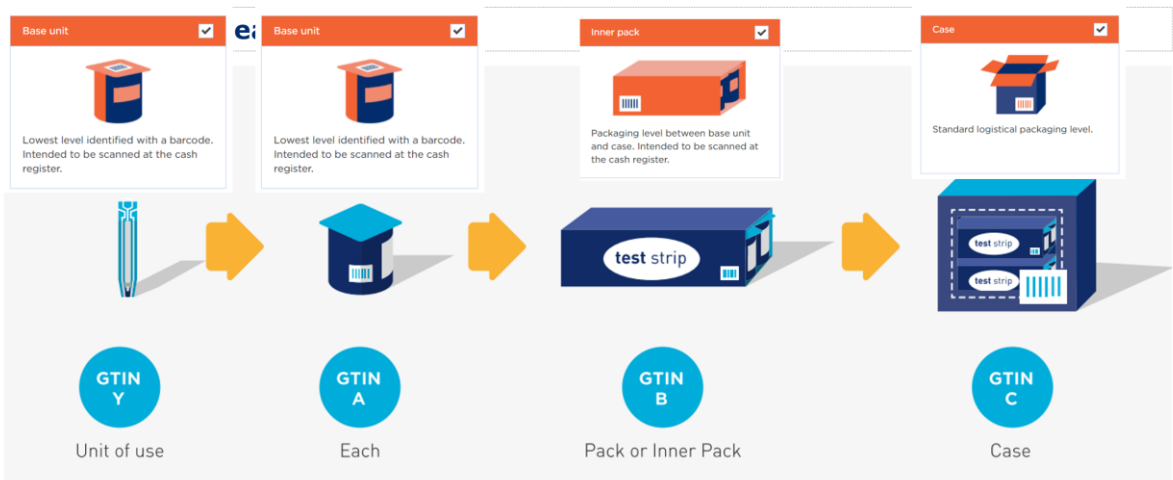 Base unit
Lowest level identified with a barcode.
Intended to be scanned at the cash
register.
Base unit
Lowest level identified with a barcode.
Intended to be scanned at the cash
register.
Inner pack
Packaging level between base unit
and case. Intended to be scanned at
the cash register.
Case
Standard logistical packaging level.
test strip
test strip
test strip
GTIN
Y
GTIN
A
GTIN
B
GTIN
C
Unit of use
Each
Pack or Inner Pack
Case